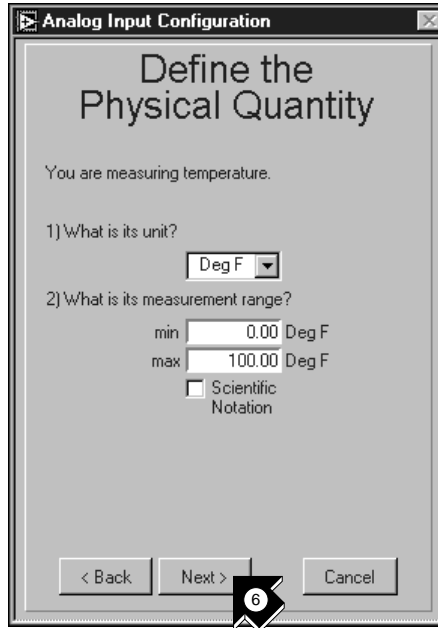 Analog Input Configuration
Define the
Physical Quantity
You are measuring temperature.
1) What is its unit?
Deg F
2) What is its measurement range?
min 0.00 Deg F
max 100.00 Deg F
Scientific
Notation
< Back Next > Cancel
6